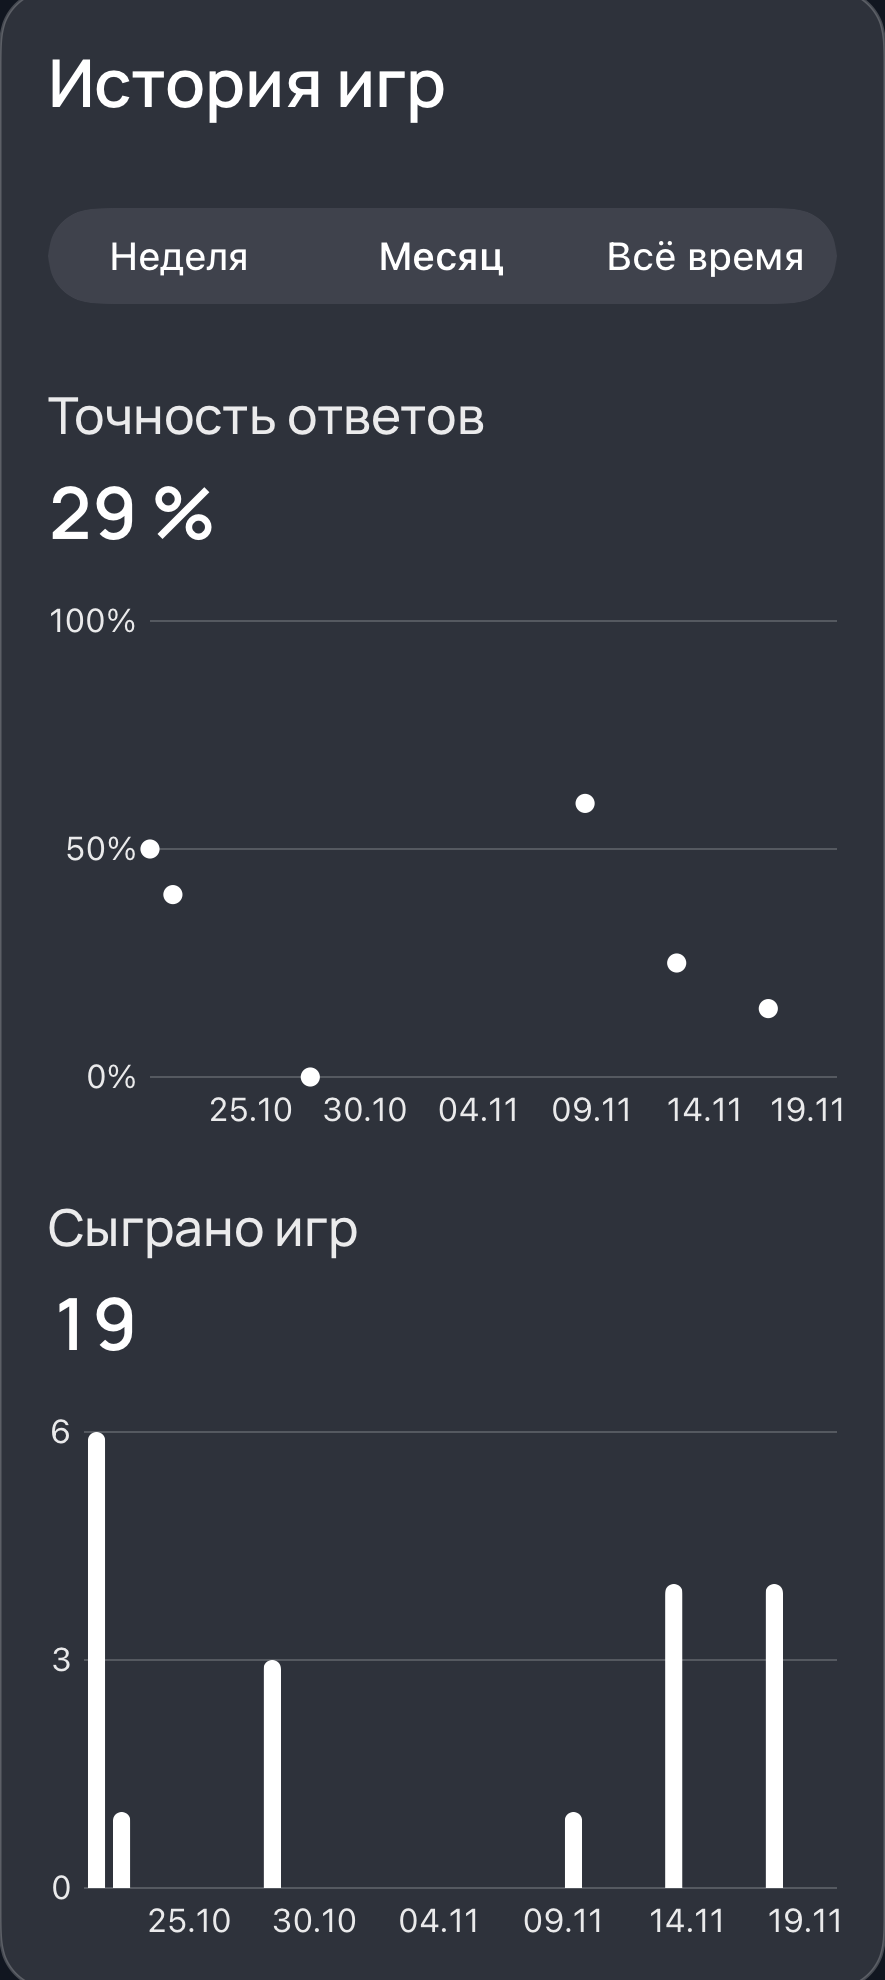 История игр
Неделя Месяц Всё время
Точность ответов
29 %
100%
50%
0%
25.10 30.10 04.11 09.11 14.11 19.11
Сыграно игр
19
6
3
0
25.10 30.10 04.11 09.11 14.11 19.11